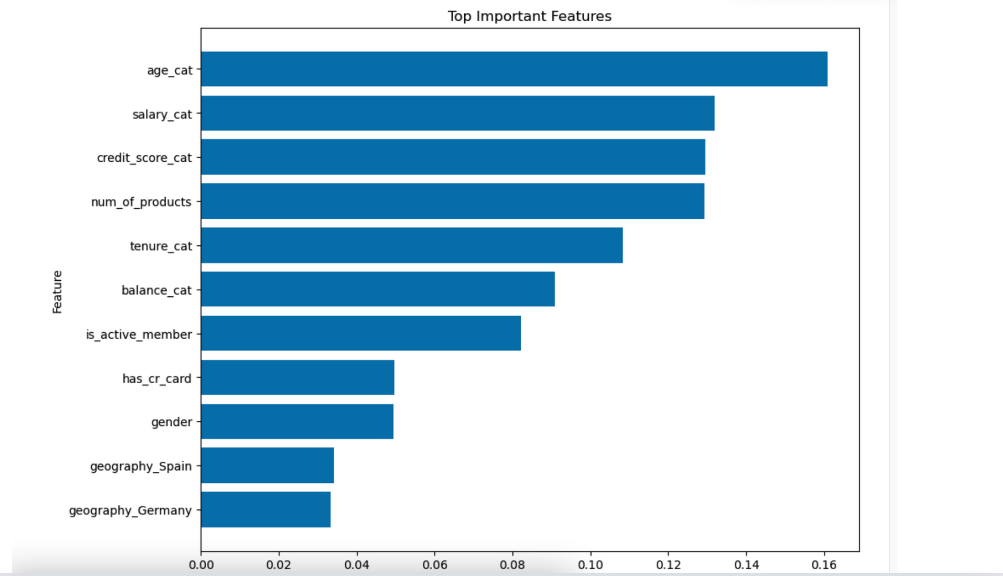 Top Important Features
age_cat
salary_cat
credit_score_cat
num_of_products
tenure_cat
balance_cat
Feature
is_active_member
has_cr_card
gender
geography_Spain
geography_Germany
0.00 0.02 0.04 0.06 0.08 0.10 0.12 0.14 0.16